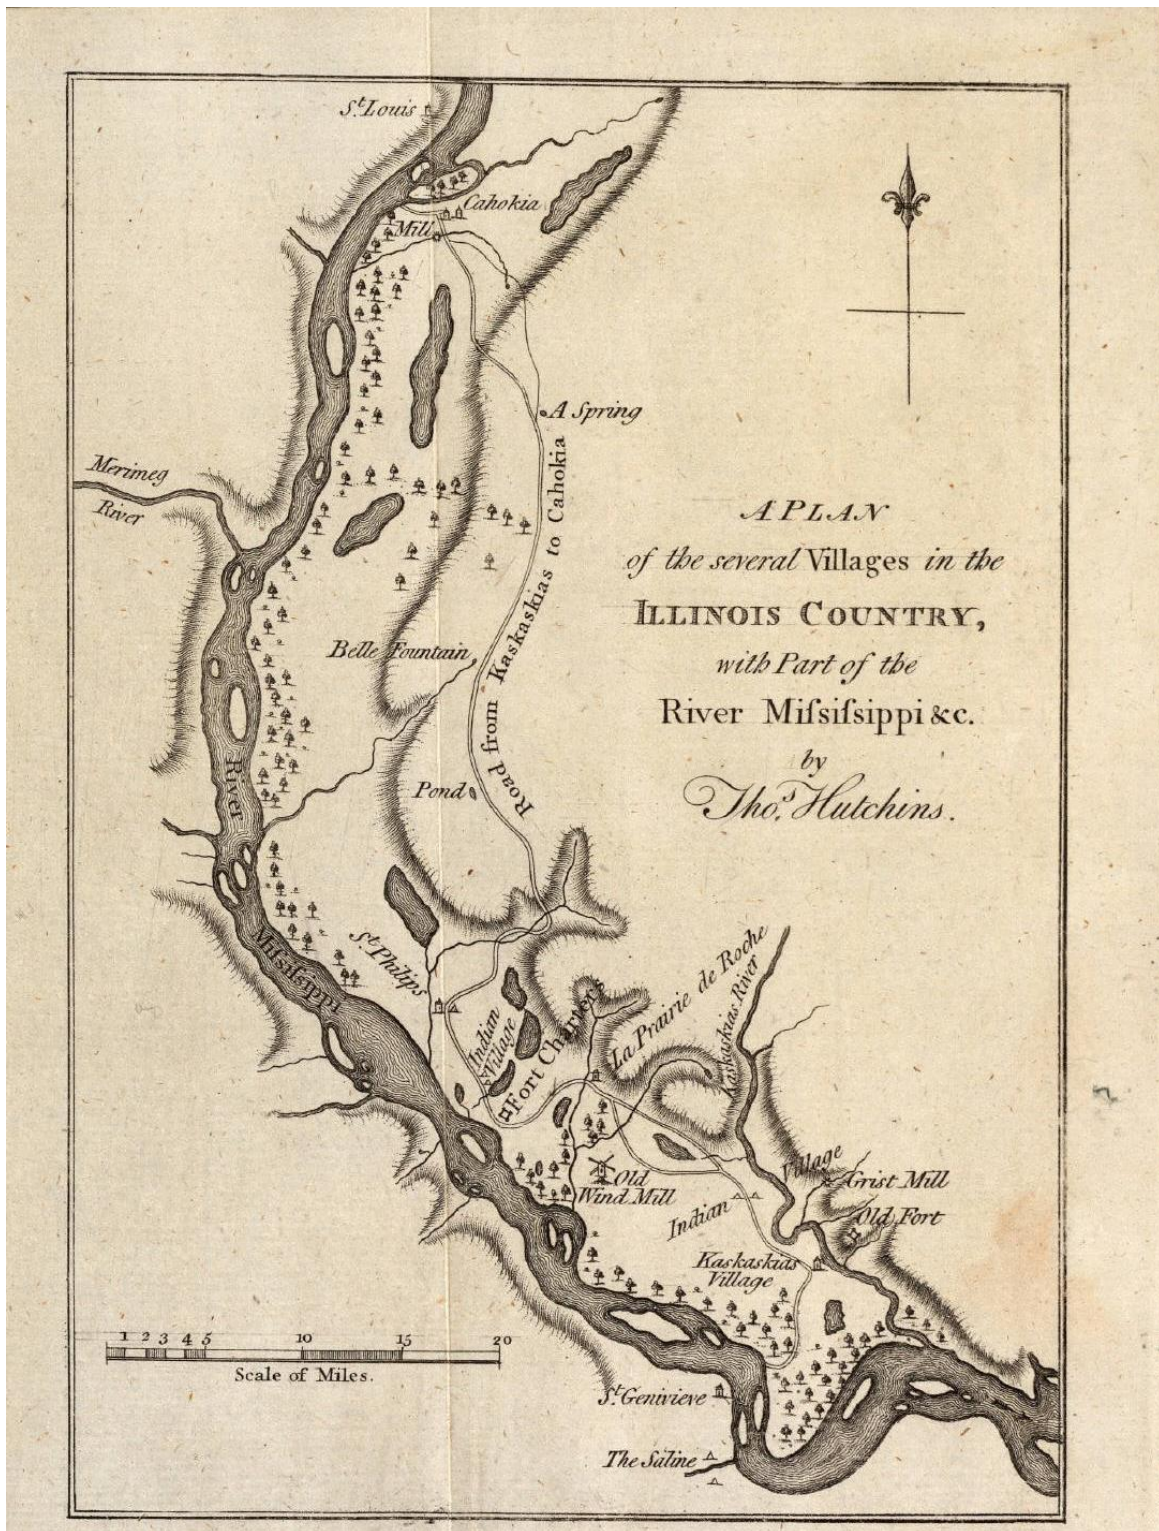 St. Louis
Cahokia
Mill
A Spring
Merimeg
River
Road from Kaskaskias to Cahokia
A PLAN
of the several Villages in the
ILLINOIS COUNTRY,
with Part of the
River Miſsiſsippi &c.
by
Thos. Hutchins.
Belle Fountain
Pond
River
Miſsiſsippi
St. Philips
Indian
Village
Fort Charters
La Prairie de Roche
Kaskaskias River
Old
Wind Mill
Indian Village
Grist Mill
Old Fort
Kaskaskias
Village
1 2 3 4 5 10 15 20
Scale of Miles.
St. Genivieve
The Saline